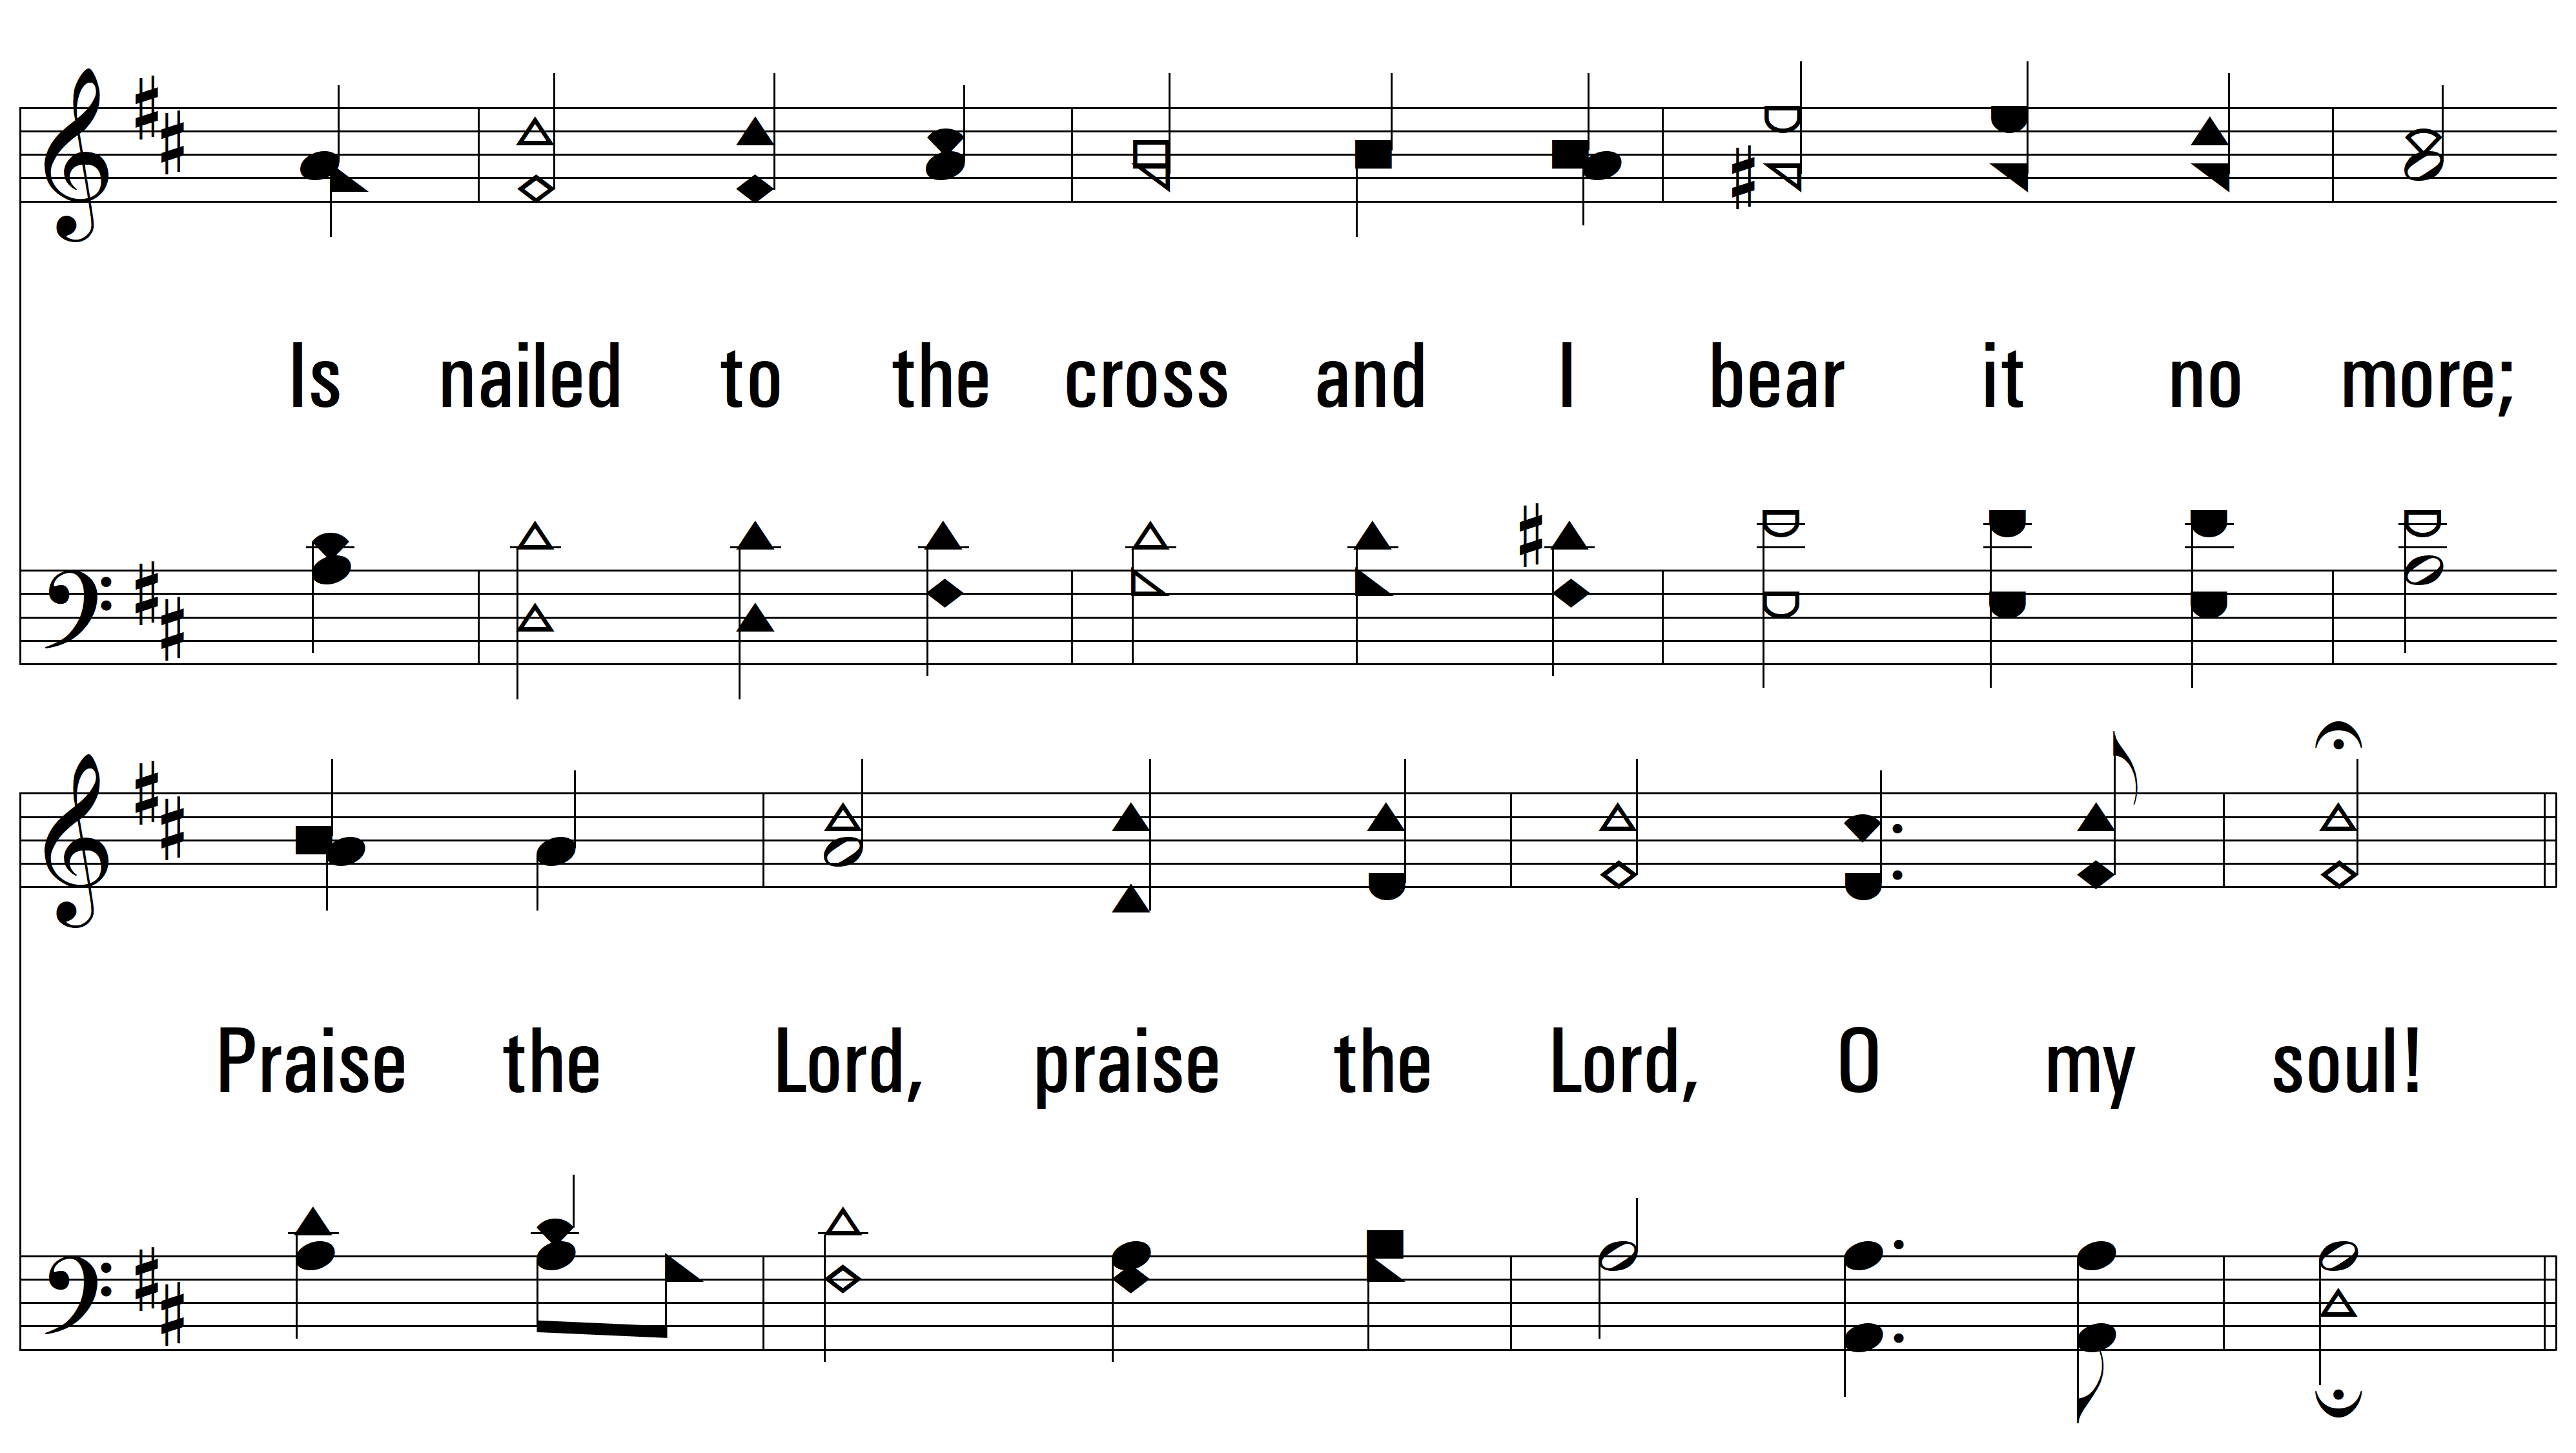 Is nailed to the cross and I bear it no more;
Praise the Lord, praise the Lord, O my soul!